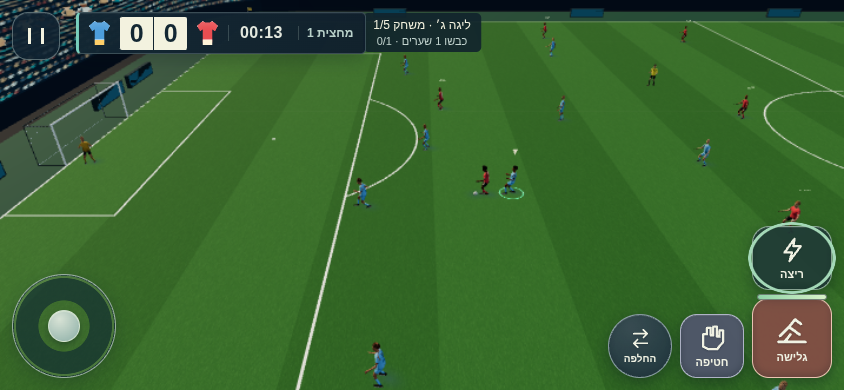 0 0
00:13
מחצית 1
ליגה ג׳ · משחק 1/5
כבשו 1 שערים · 0/1
ריצה
גלישה
חטיפה
החלפה